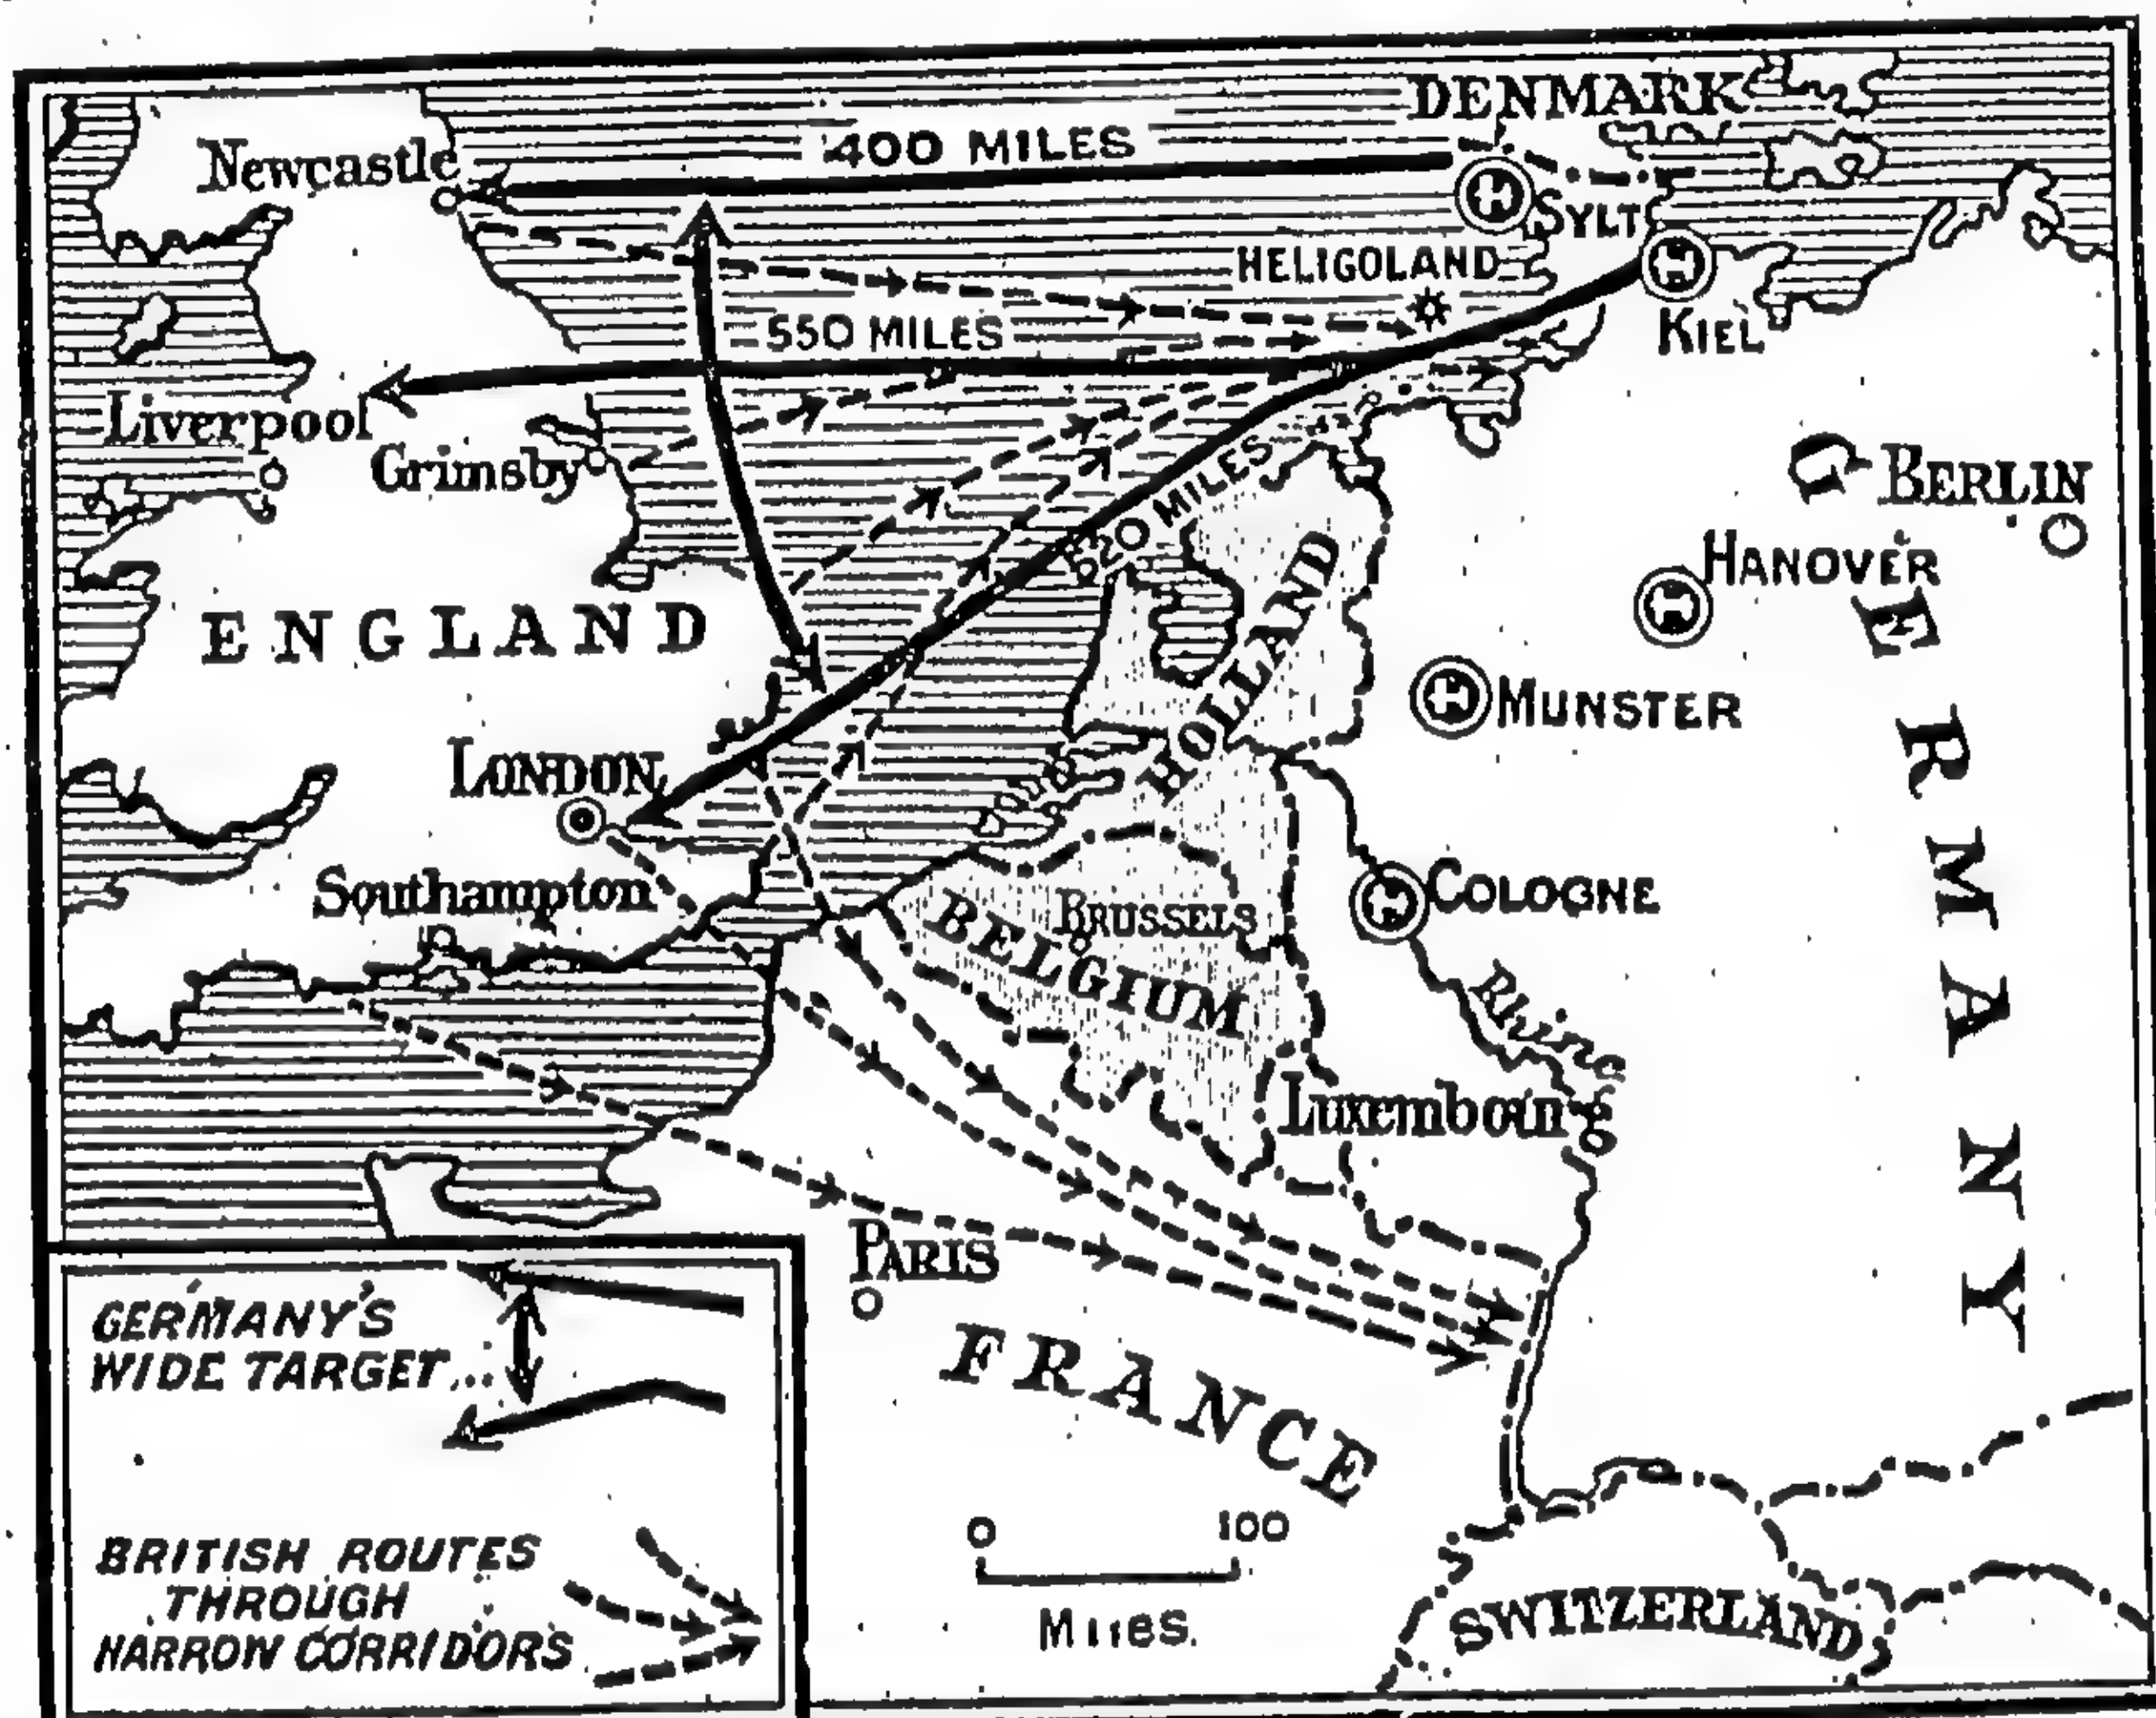 DENMARK
400 MILES
Newcastle
SYLT
HELIGOLAND
550 MILES
KIEL
Liverpool
Grimsby
BERLIN
520 MILES
HANOVER
ENGLAND
HOLLAND
MUNSTER
LONDON
GERMANY
Southampton
COLOGNE
BRUSSELS
BELGIUM
Rhine
Luxembourg
PARIS
FRANCE
GERMANY'S
WIDE TARGET...
BRITISH ROUTES
THROUGH
NARROW CORRIDORS
0 100
Miles.
SWITZERLAND
H
H
H
H
H